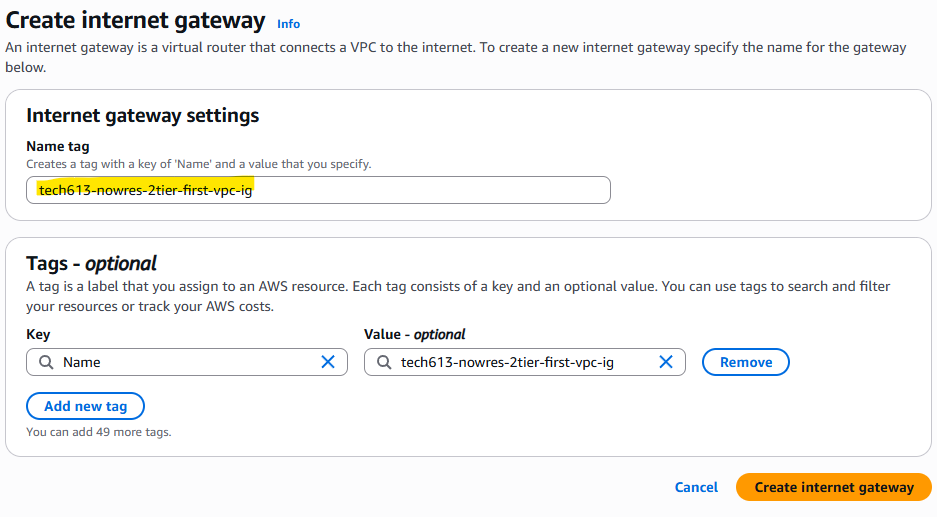 Create internet gateway Info
An internet gateway is a virtual router that connects a VPC to the internet. To create a new internet gateway specify the name for the gateway
below.
Internet gateway settings
Name tag
Creates a tag with a key of 'Name' and a value that you specify.
tech613-nowres-2tier-first-vpc-ig
Tags - optional
A tag is a label that you assign to an AWS resource. Each tag consists of a key and an optional value. You can use tags to search and filter
your resources or track your AWS costs.
Key Value - optional
Name tech613-nowres-2tier-first-vpc-ig Remove
Add new tag
You can add 49 more tags.
Cancel Create internet gateway